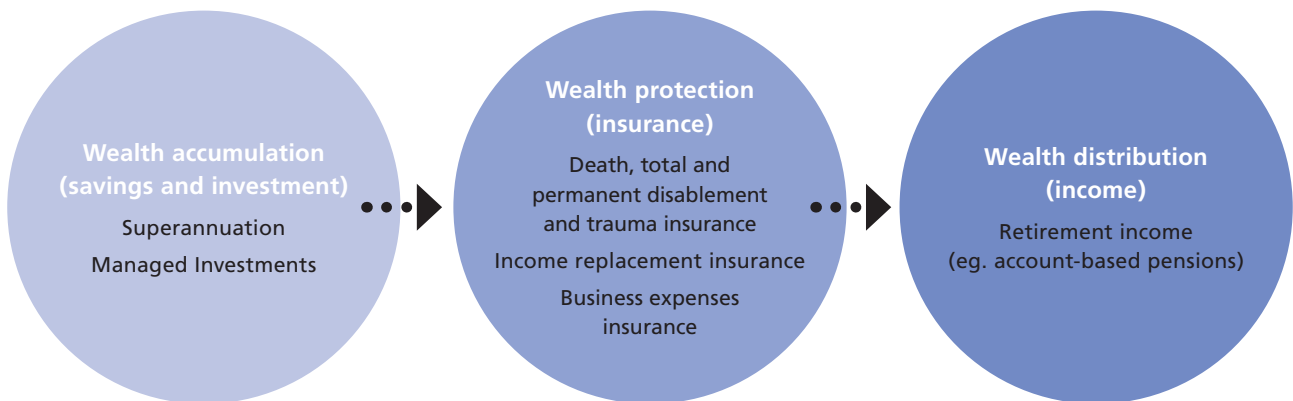 Wealth accumulation
(savings and investment)
Superannuation
Managed Investments
Wealth protection
(insurance)
Death, total and
permanent disablement
and trauma insurance
Income replacement insurance
Business expenses
insurance
Wealth distribution
(income)
Retirement income
(eg. account-based pensions)